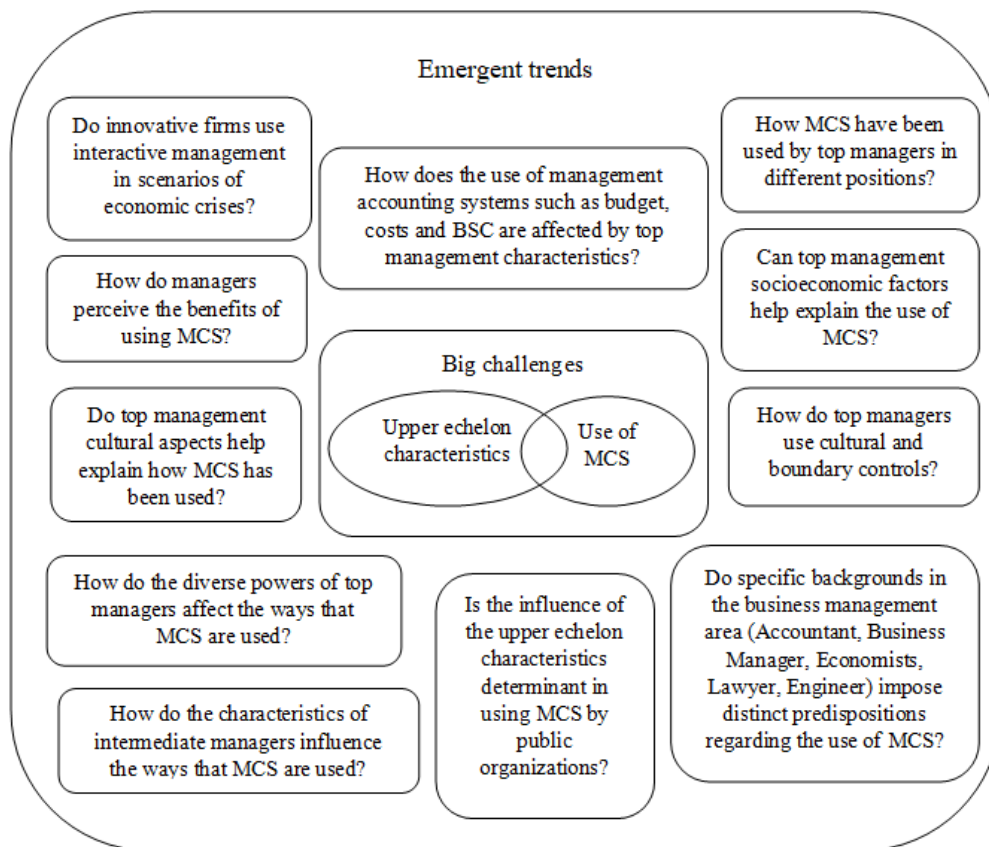 Emergent trends
Do innovative firms use
interactive management
in scenarios of
economic crises?
How does the use of management
accounting systems such as budget,
costs and BSC are affected by top
management characteristics?
How MCS have been
used by top managers in
different positions?
How do managers
perceive the benefits of
using MCS?
Can top management
socioeconomic factors
help explain the use of
MCS?
Big challenges
Upper echelon
characteristics
Use of
MCS
Do top management
cultural aspects help
explain how MCS has
been used?
How do top managers
use cultural and
boundary controls?
How do the diverse powers of top
managers affect the ways that
MCS are used?
Is the influence of
the upper echelon
characteristics
determinant in
using MCS by
public
organizations?
Do specific backgrounds in
the business management
area (Accountant, Business
Manager, Economists,
Lawyer, Engineer) impose
distinct predispositions
regarding the use of MCS?
How do the characteristics of
intermediate managers influence
the ways that MCS are used?